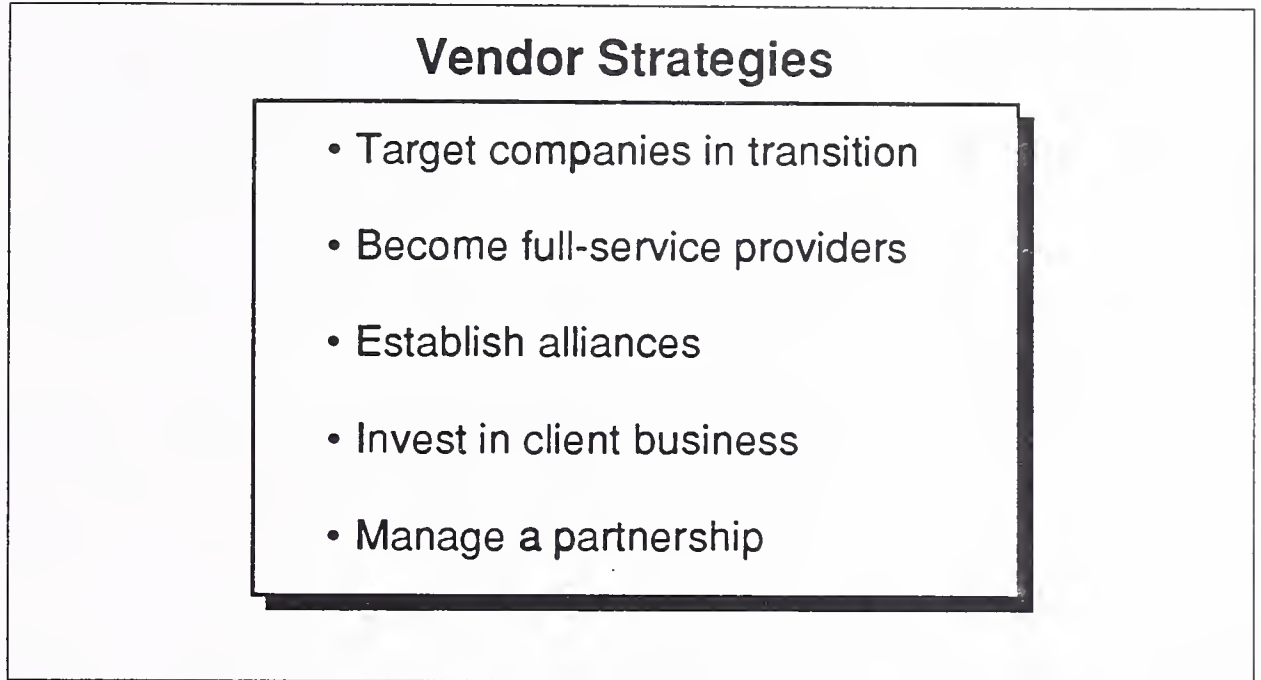 Vendor Strategies
• Target companies in transition
• Become full-service providers
• Establish alliances
• Invest in client business
• Manage a partnership